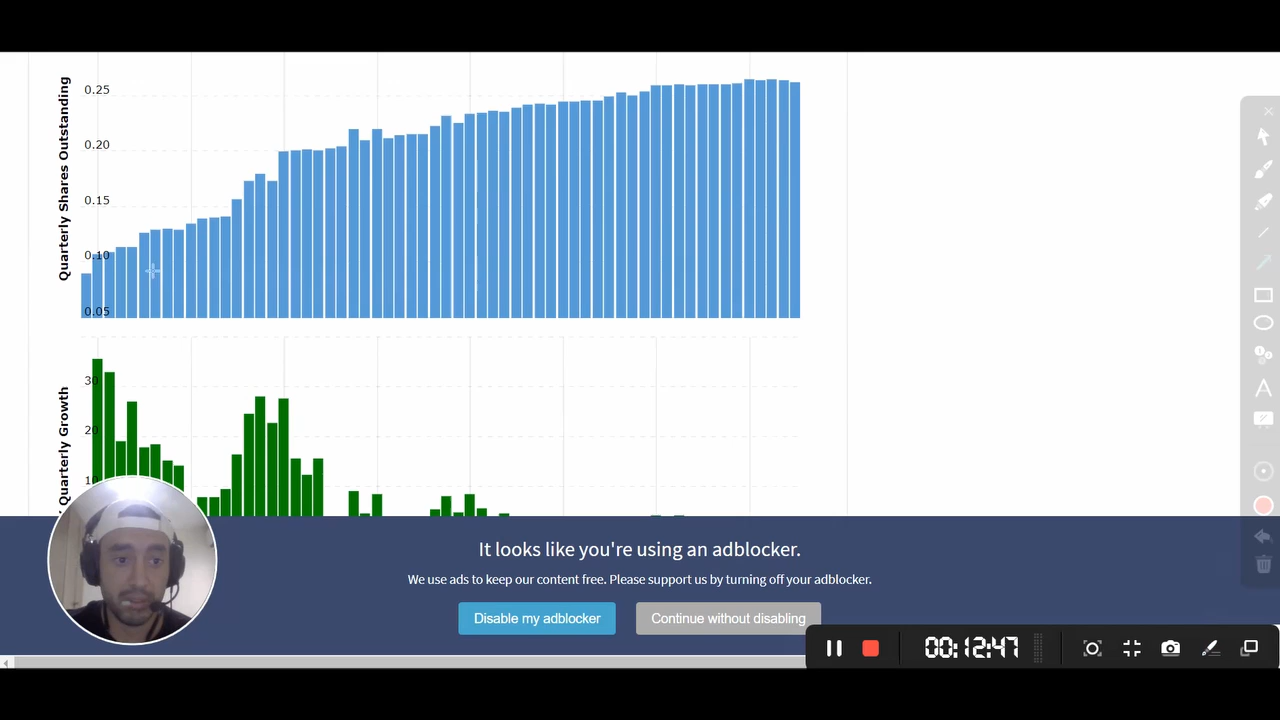 Quarterly Shares Outstanding
0.25
0.20
0.15
0.10
0.05
Quarterly Growth
30
20
1
It looks like you're using an adblocker.
We use ads to keep our content free. Please support us by turning off your adblocker.
Disable my adblocker
Continue without disabling
00:12:47